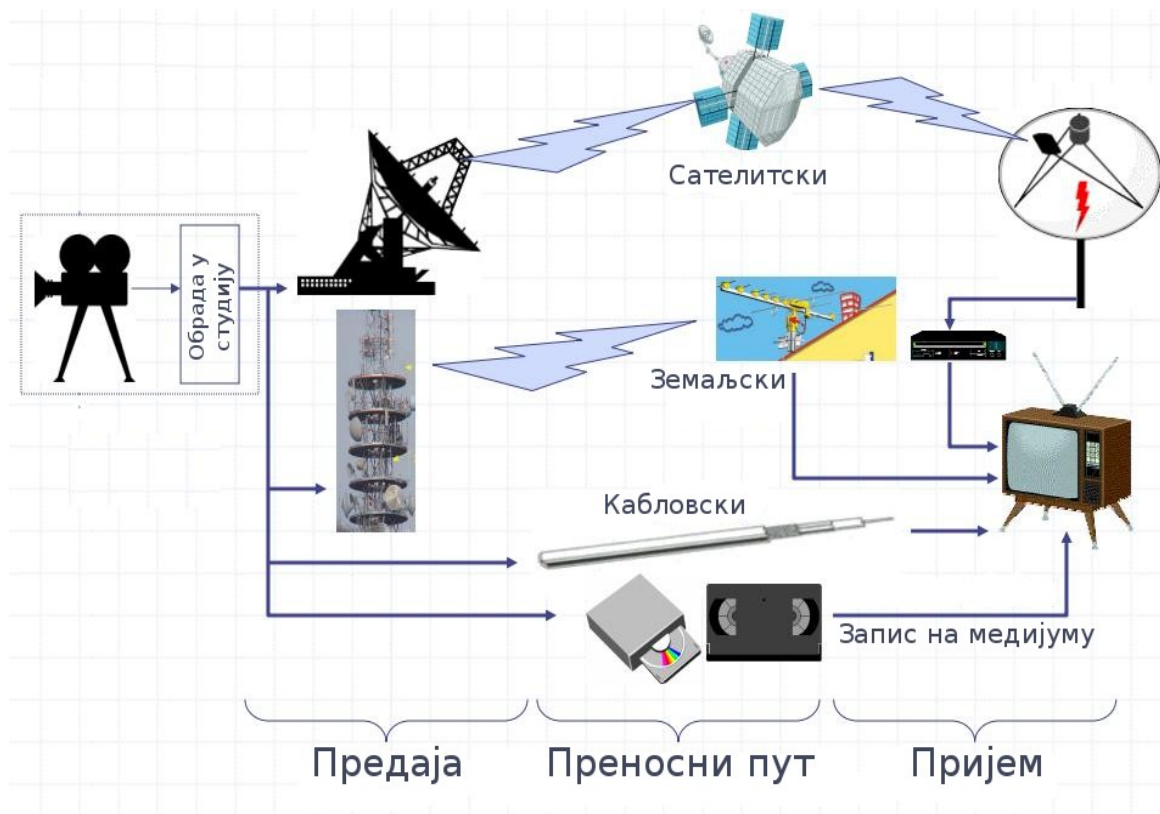 Сателитски
Обрада у
студију
Земаљски
Кабловски
Запис на медијуму
Предаја
Преносни пут
Пријем